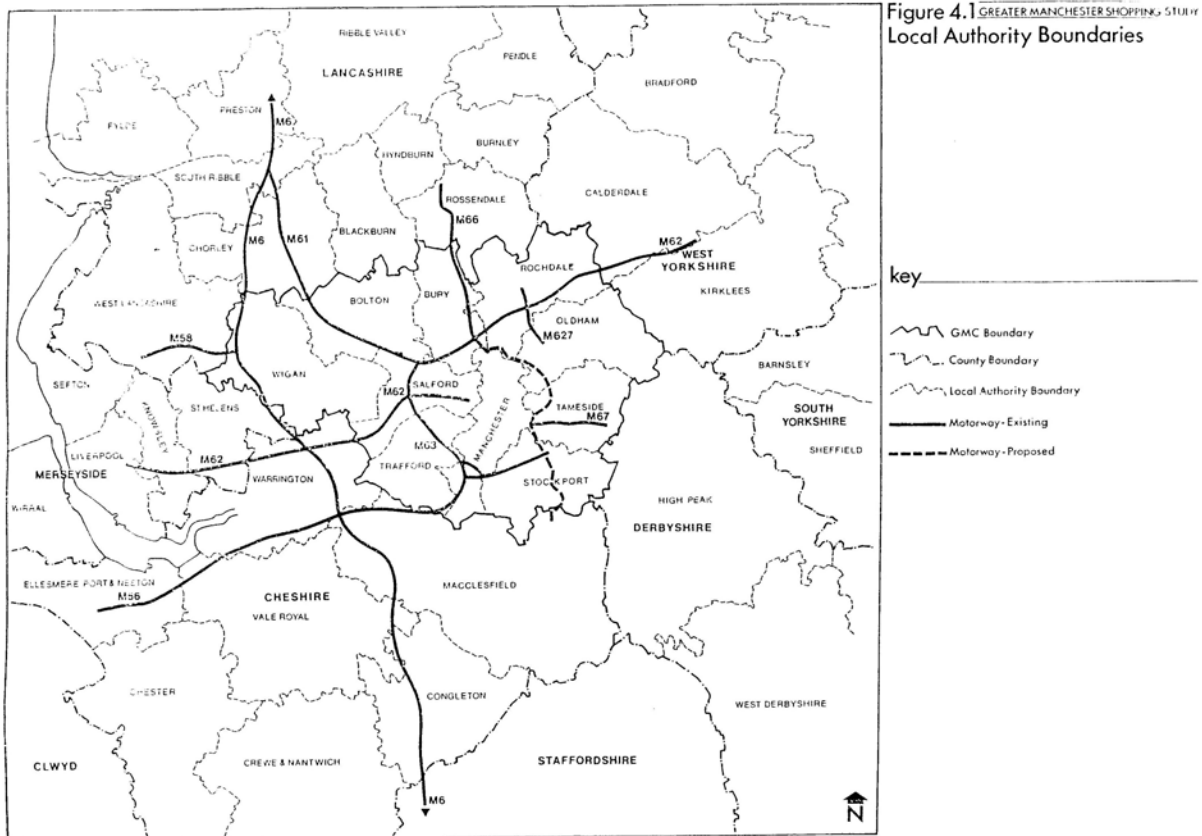 Figure 4.1 GREATER MANCHESTER SHOPPING STUDY
Local Authority Boundaries
key
GMC Boundary
County Boundary
Local Authority Boundary
Motorway-Existing
Motorway-Proposed
RIBBLE VALLEY
LANCASHIRE
PENDLE
BRADFORD
PRESTON
FYLDE
M6
HYNDBURN
BURNLEY
SOUTH RIBBLE
ROSSENDALE
CALDERDALE
M66
CHORLEY
M6
M61
BLACKBURN
M62
WEST
YORKSHIRE
ROCHDALE
KIRKLEES
WEST LANCASHIRE
BOLTON
BURY
OLDHAM
M627
M58
WIGAN
SALFORD
M62
BARNSLEY
SEFTON
KNOWSLEY
ST HELENS
MANCHESTER
TAMESIDE
M67
SOUTH
YORKSHIRE
SHEFFIELD
LIVERPOOL
M62
M63
TRAFFORD
MERSEYSIDE
WARRINGTON
STOCKPORT
WIRRAL
HIGH PEAK
DERBYSHIRE
ELLESMERE PORT & NESTON
M56
CHESHIRE
VALE ROYAL
MACCLESFIELD
CHESTER
CONGLETON
WEST DERBYSHIRE
CLWYD
CREWE & NANTWICH
STAFFORDSHIRE
M6
N